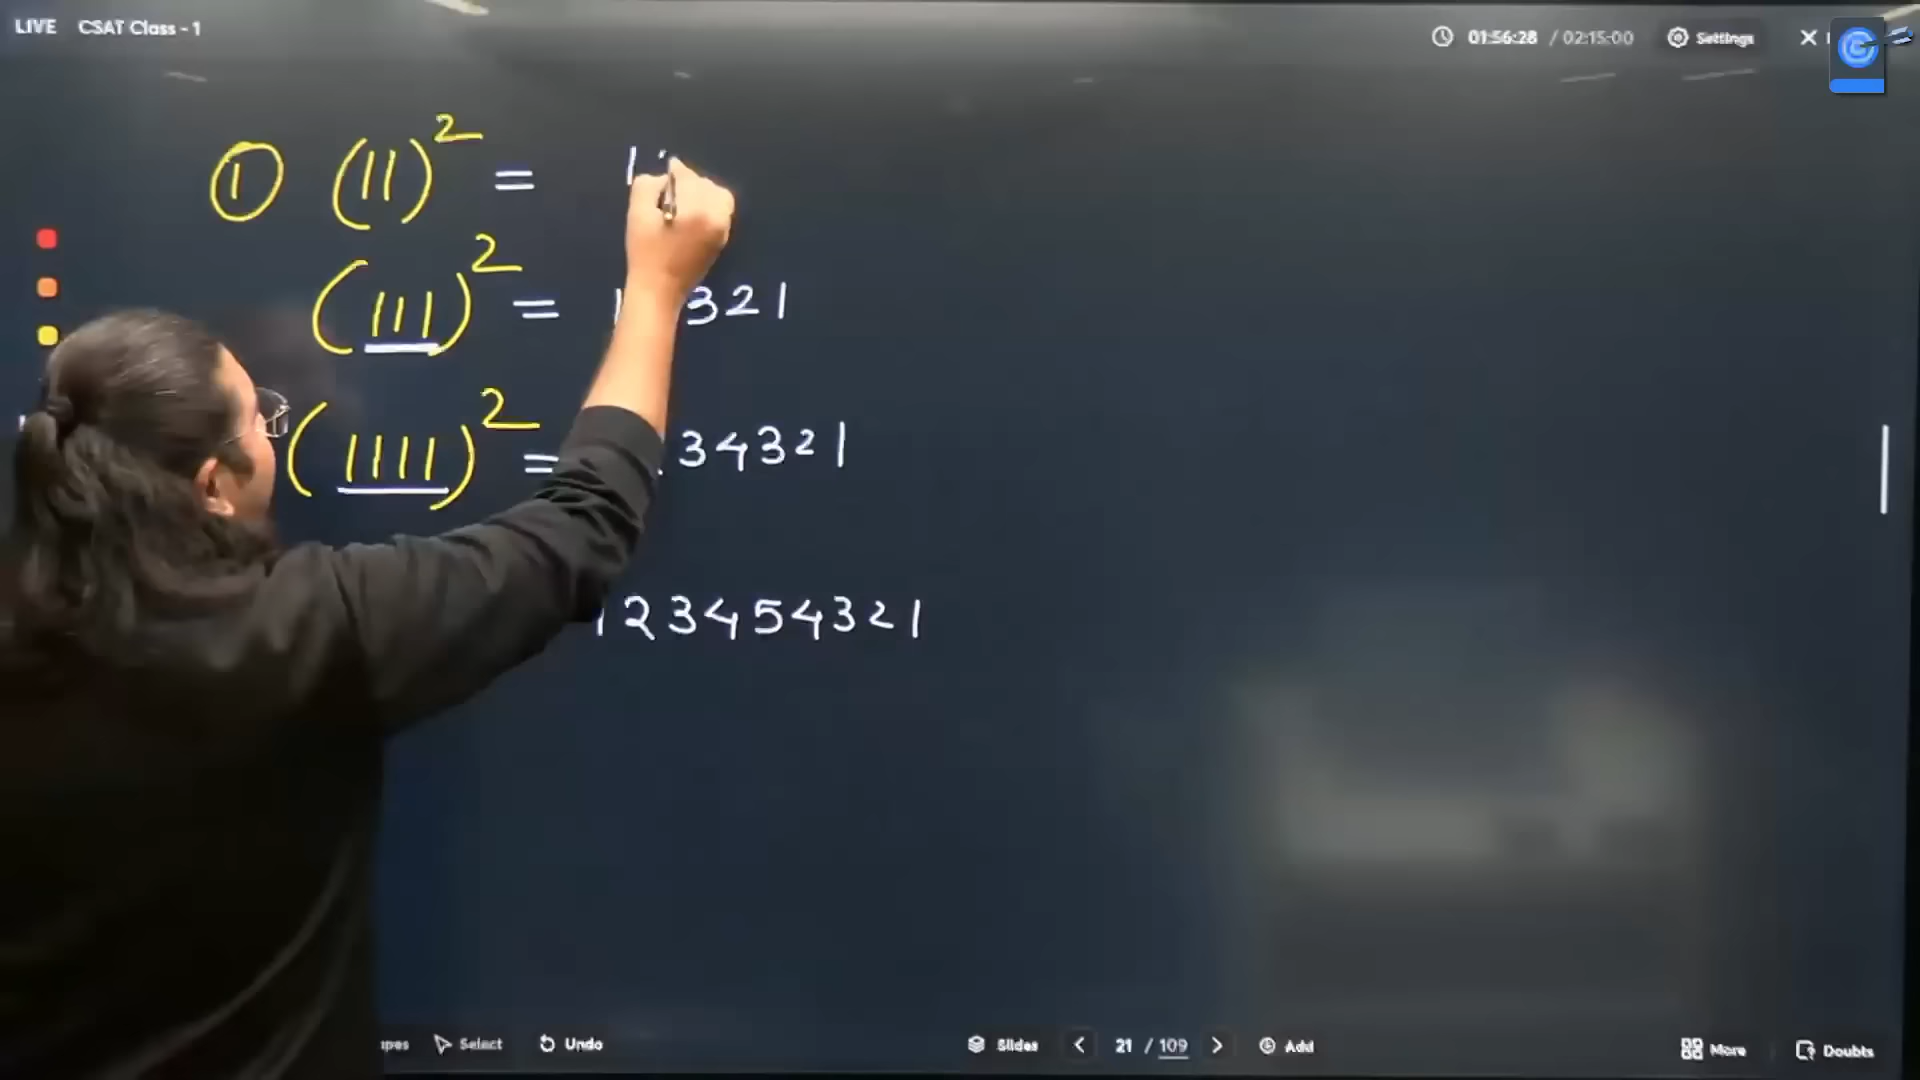 LIVE CSAT Class - 1
01:56:28 / 02:15:00 Settings
① (11)² = 1
(111)² = 1 321
(1111)² = 34321
123454321
Select Undo Slides < 21 / 109 > Add More Doubts